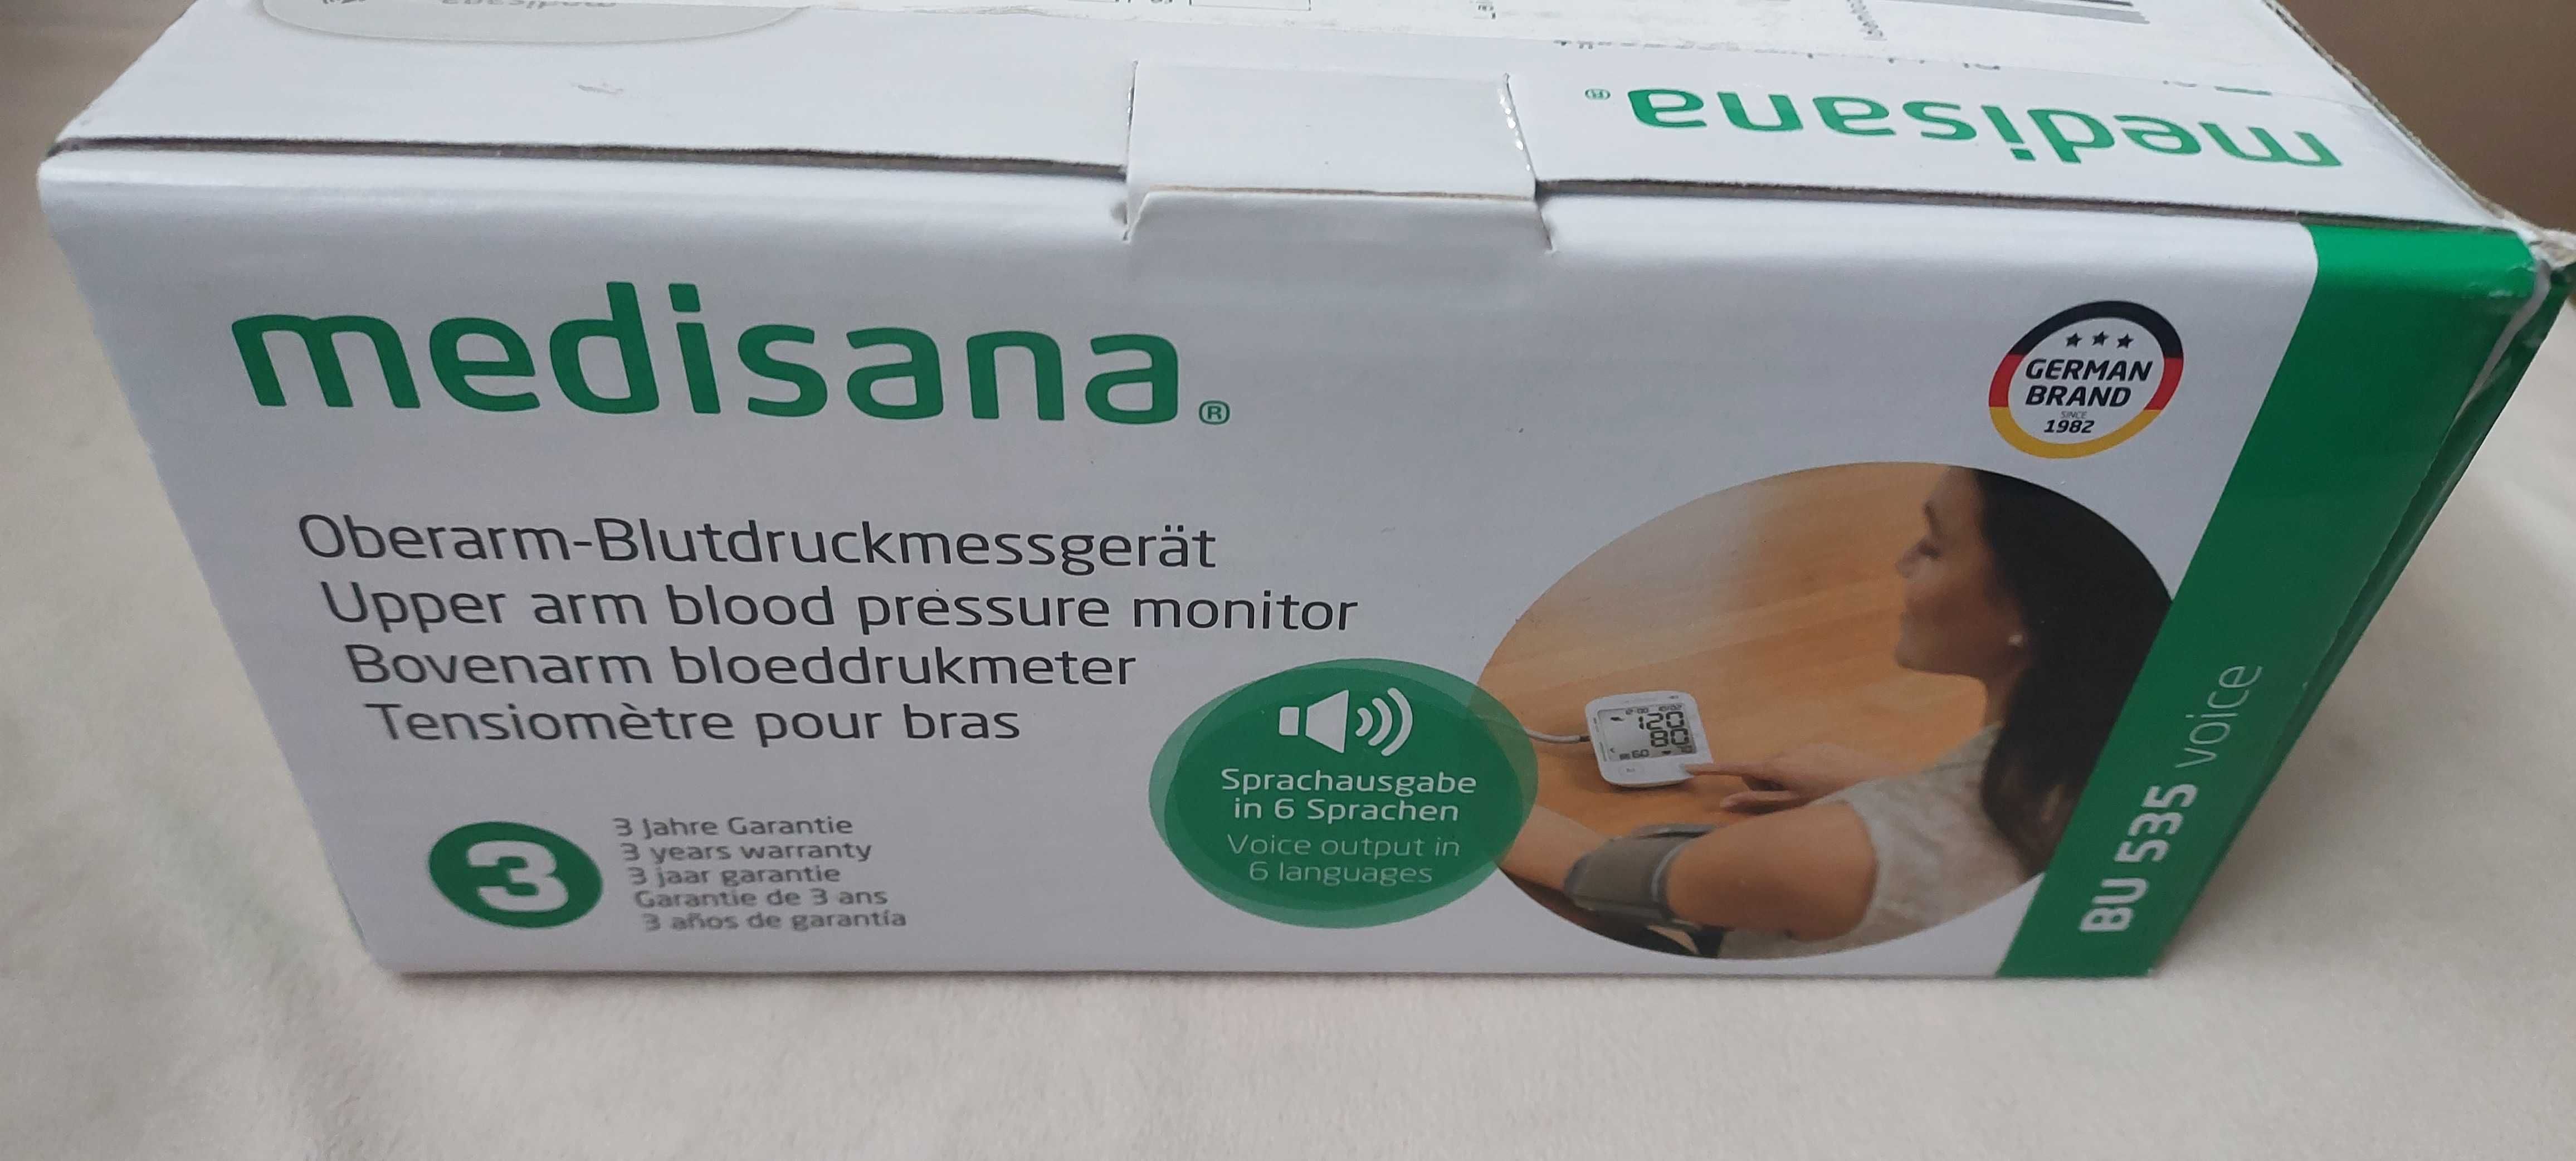 medisana®
medisana®
GERMAN
BRAND
SINCE
1982
Oberarm-Blutdruckmessgerät
Upper arm blood pressure monitor
Bovenarm bloeddrukmeter
Tensiomètre pour bras
3
3 Jahre Garantie
3 years warranty
3 jaar garantie
Garantie de 3 ans
3 años de garantía
Sprachausgabe
in 6 Sprachen
Voice output in
6 languages
120
80
60
BU 535 voice